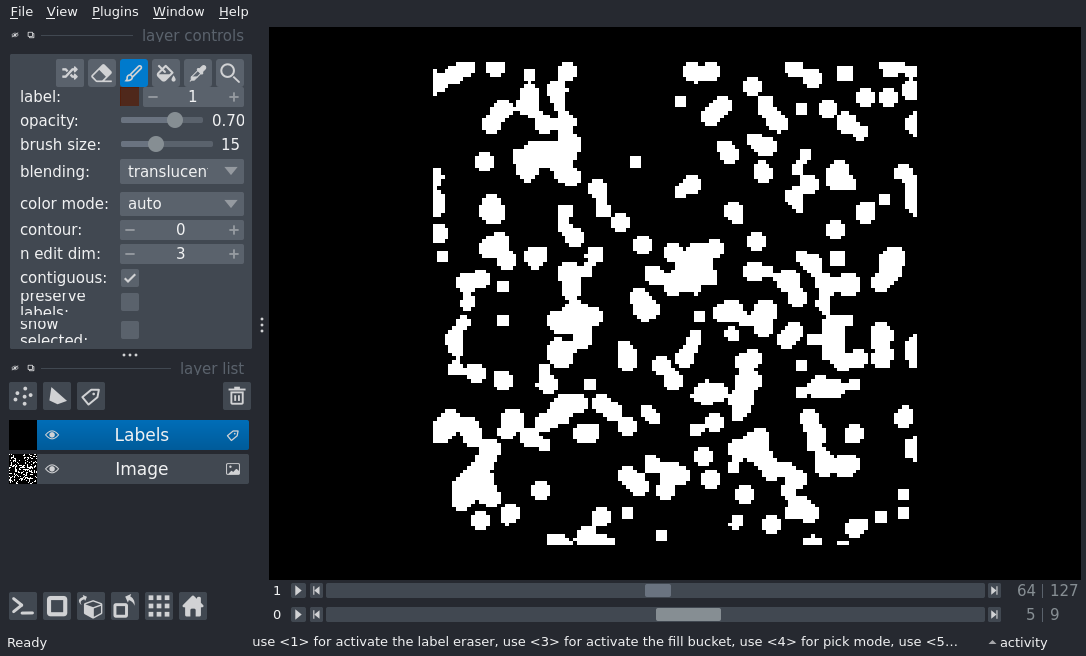 File View Plugins Window Help
layer controls
label: 1
opacity: 0.70
brush size: 15
blending: translucen
color mode: auto
contour: 0
n edit dim: 3
contiguous:
preserve
labels:
show
selected:
layer list
Labels
Image
1 64 | 127
0 5 | 9
Ready use <1> for activate the label eraser, use <3> for activate the fill bucket, use <4> for pick mode, use <5... activity